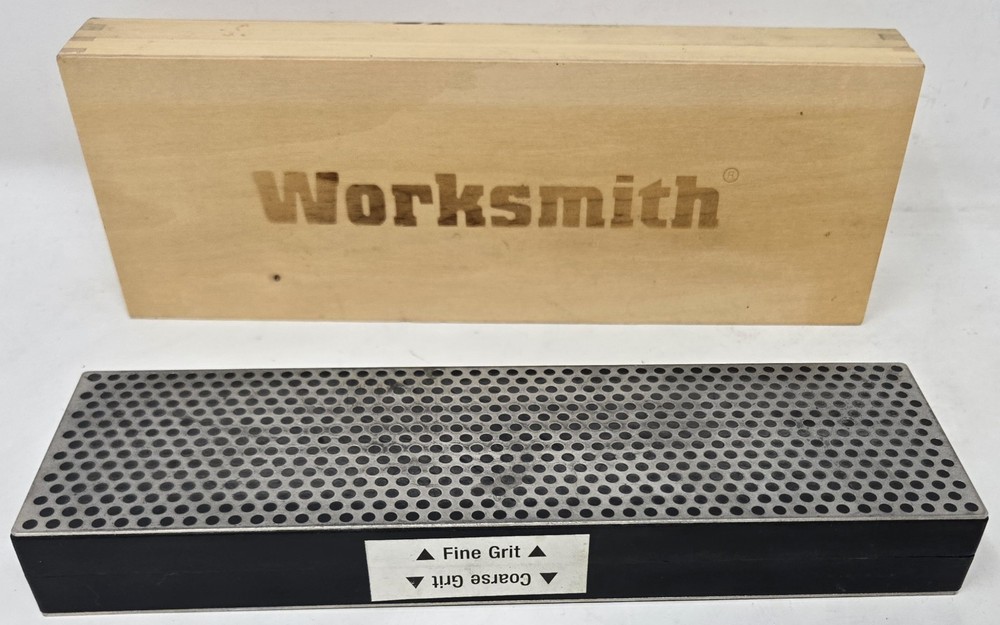 Worksmith®
▲ Fine Grit ▲
▲ Coarse Grit ▲